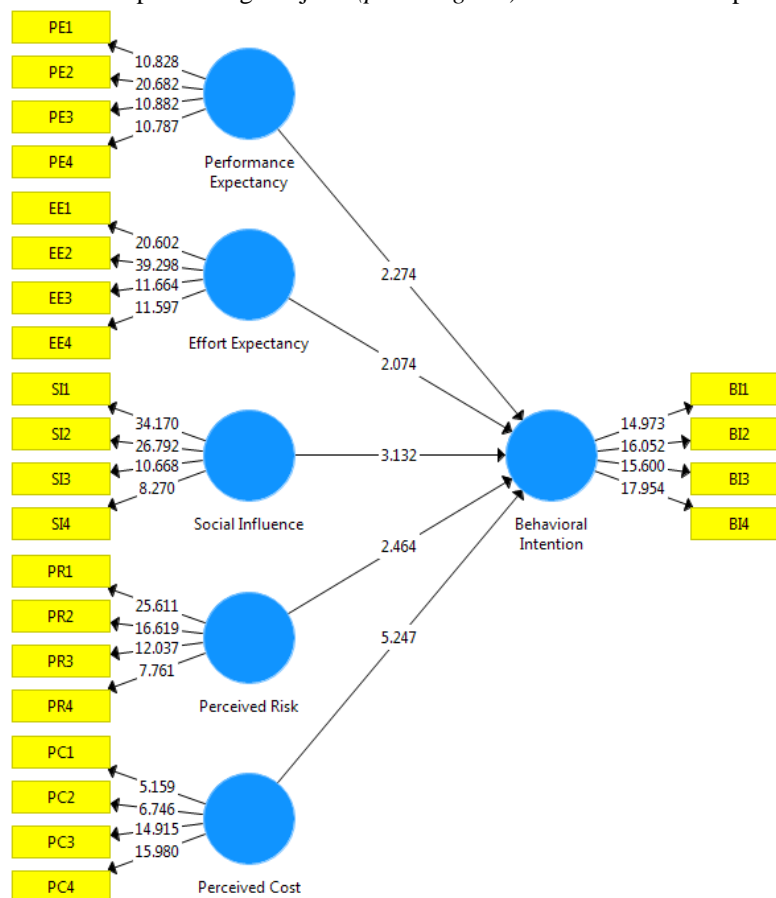 PE1
PE2
PE3
PE4
10.828
20.682
10.882
10.787
Performance
Expectancy
EE1
EE2
EE3
EE4
20.602
39.298
11.664
11.597
Effort Expectancy
SI1
SI2
SI3
SI4
34.170
26.792
10.668
8.270
Social Influence
PR1
PR2
PR3
PR4
25.611
16.619
12.037
7.761
Perceived Risk
PC1
PC2
PC3
PC4
5.159
6.746
14.915
15.980
Perceived Cost
2.274
2.074
3.132
2.464
5.247
Behavioral
Intention
14.973
16.052
15.600
17.954
BI1
BI2
BI3
BI4